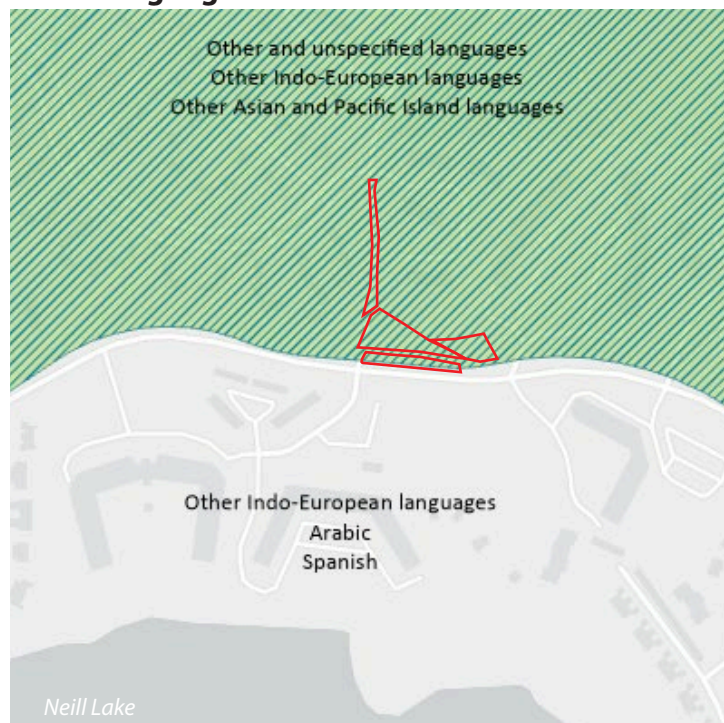 Other and unspecified languages
Other Indo-European languages
Other Asian and Pacific Island languages
Other Indo-European languages
Arabic
Spanish
Neill Lake